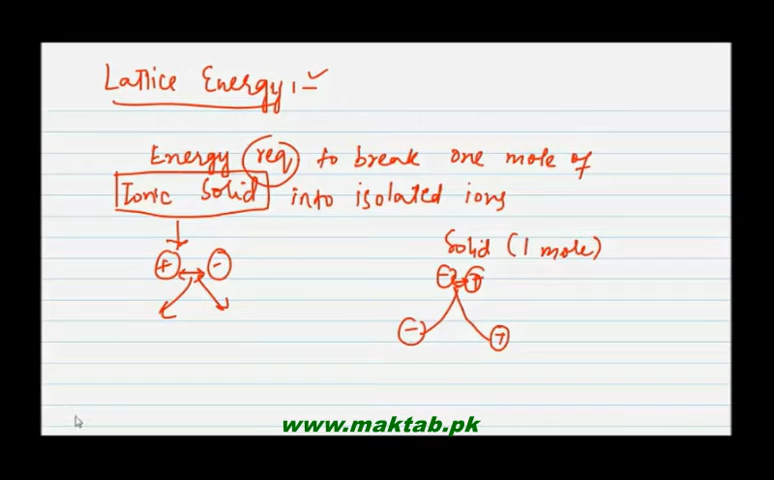 Lattice Energy:-
Energy req to break one mole of
Ionic Solid into isolated ions
Solid (1 mole)
+ -
- +
- +
www.maktab.pk